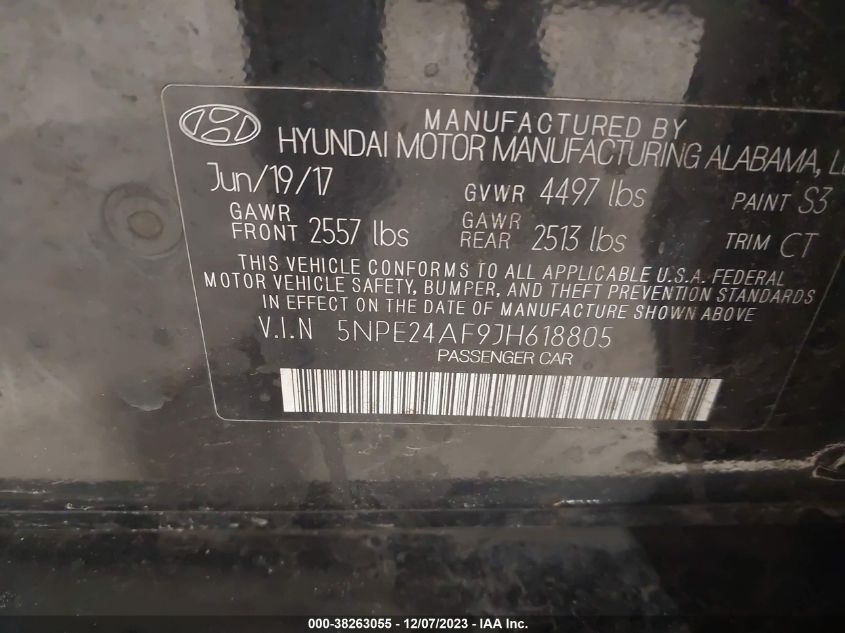 MANUFACTURED BY
HYUNDAI MOTOR MANUFACTURING ALABAMA,
Jun/19/17 GVWR 4497 lbs PAINT S3
GAWR FRONT 2557 lbs GAWR REAR 2513 lbs TRIM CT
THIS VEHICLE CONFORMS TO ALL APPLICABLE U.S.A. FEDERAL
MOTOR VEHICLE SAFETY, BUMPER, AND THEFT PREVENTION STANDARDS
IN EFFECT ON THE DATE OF MANUFACTURE SHOWN ABOVE
V.I.N 5NPE24AF9JH618805
PASSENGER CAR
000-38263055 - 12/07/2023 - IAA Inc.